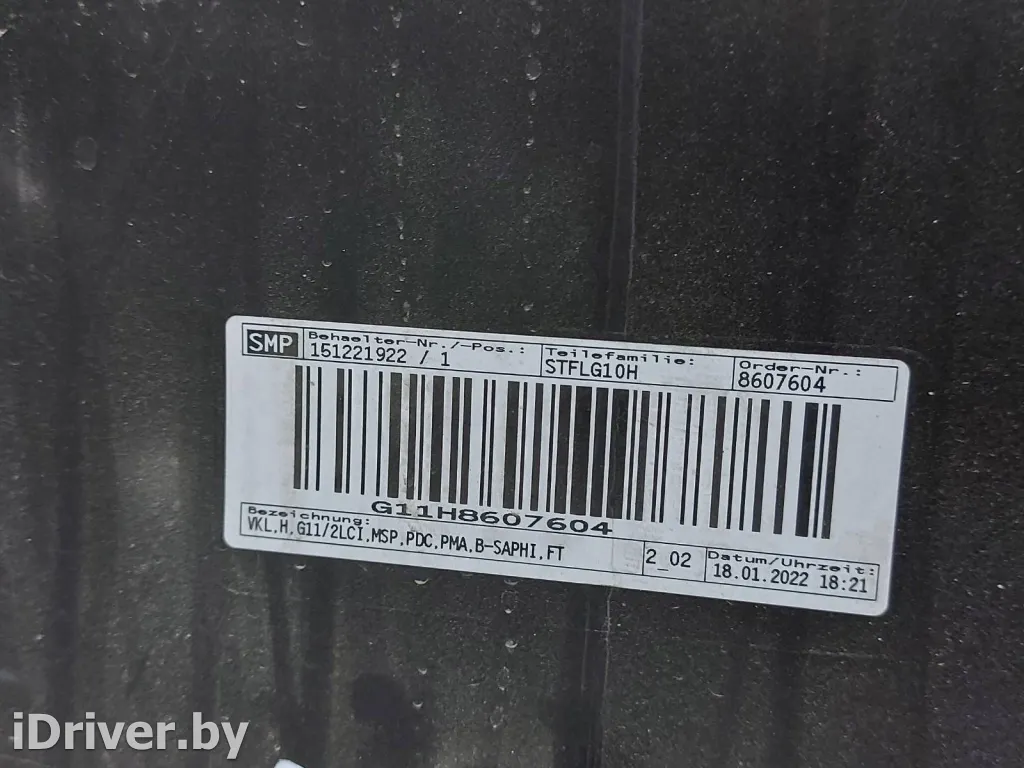 SMP
Behaelter-Nr./-Pos.:
151221922 / 1
Teilefamilie:
STFLG10H
Order-Nr.:
8607604
G11H8607604
Bezeichnung:
VKL.H.G11/2LCI.MSP.PDC.PMA.B-SAPHI.FT
2_02
Datum/Uhrzeit:
18.01.2022 18:21
iDriver.by